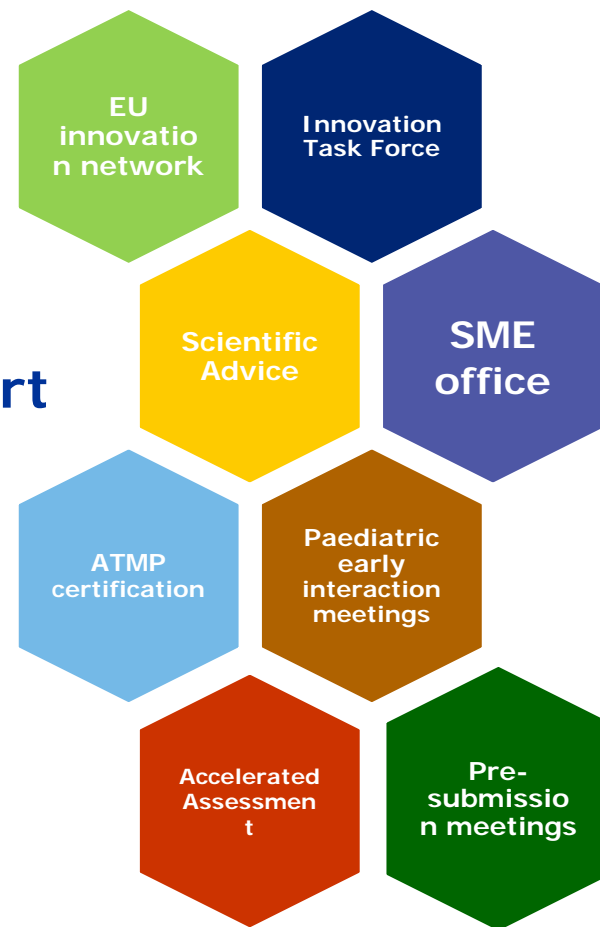 EU
innovatio
n network
Innovation
Task Force
Scientific
Advice
SME
office
rt
ATMP
certification
Paediatric
early
interaction
meetings
Accelerated
Assessmen
t
Pre-
submissio
n meetings